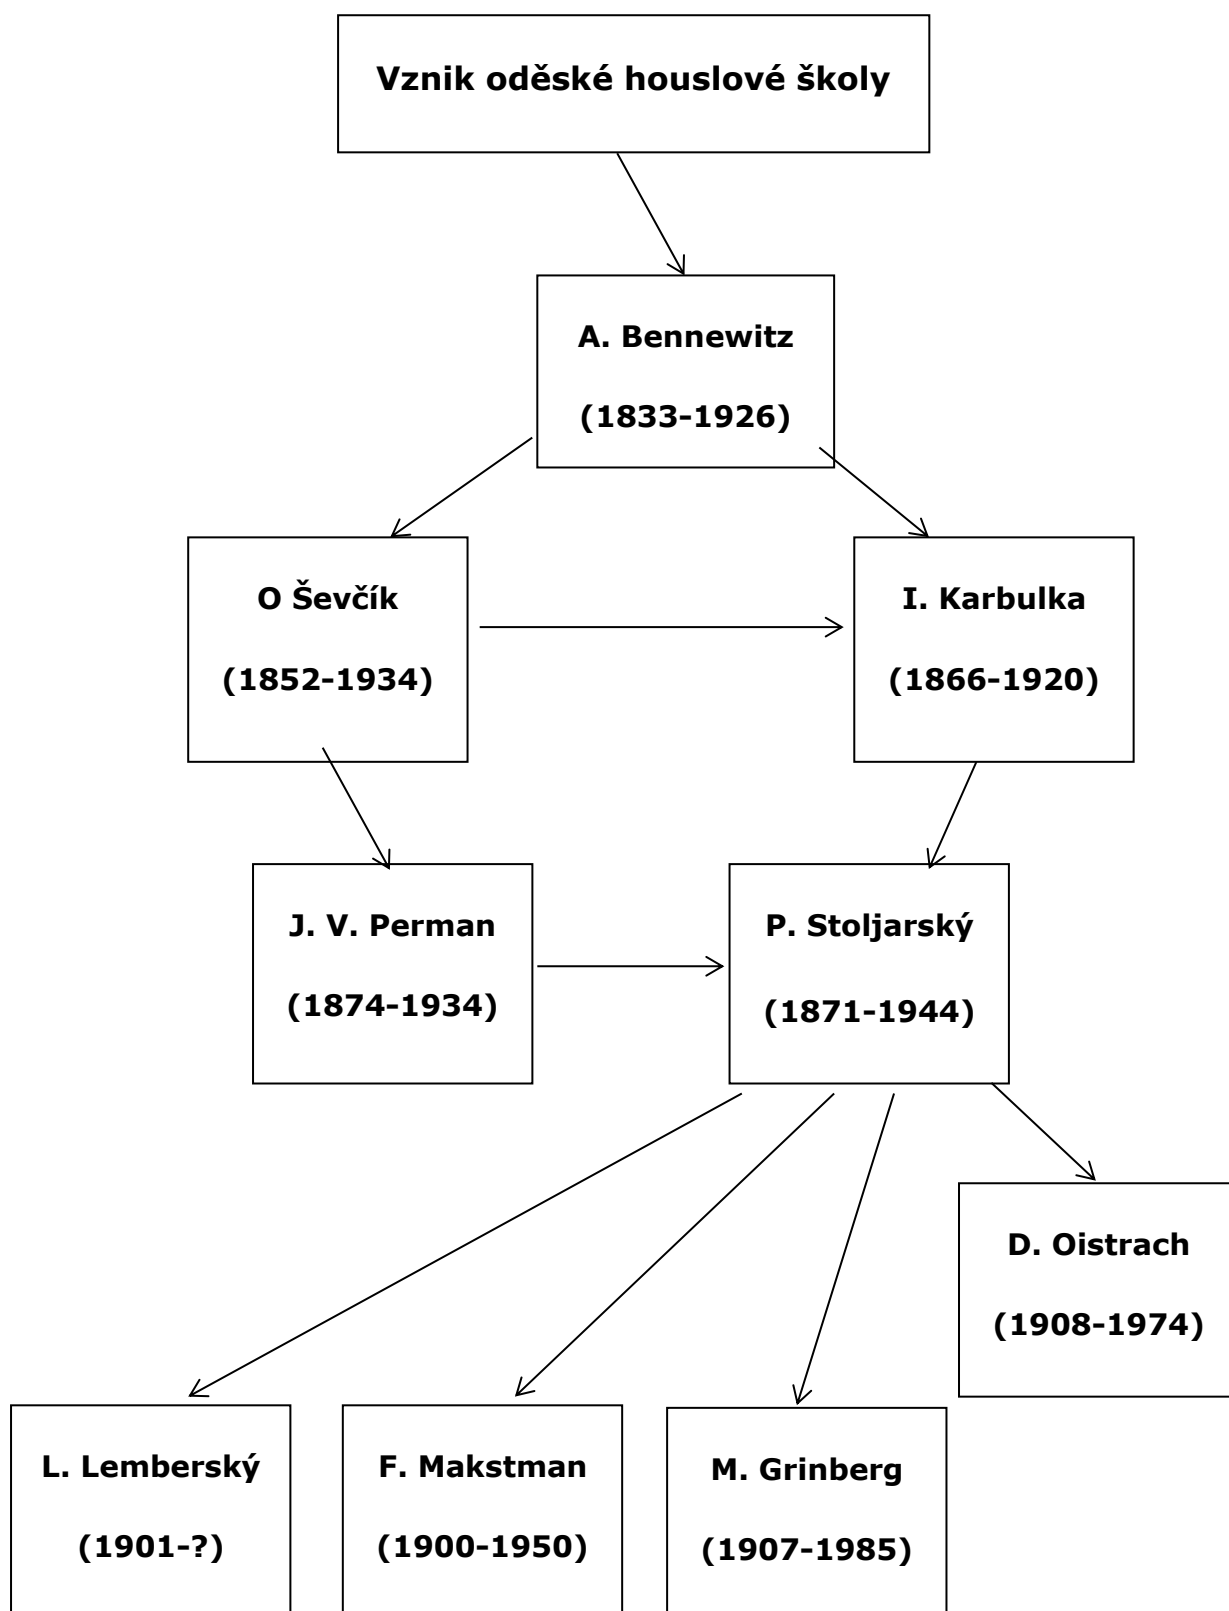 Vznik oděské houslové školy
A. Bennewitz
(1833-1926)
O Ševčík
(1852-1934)
I. Karbulka
(1866-1920)
J. V. Perman
(1874-1934)
P. Stoljarský
(1871-1944)
D. Oistrach
(1908-1974)
L. Lemberský
(1901-?)
F. Makstman
(1900-1950)
M. Grinberg
(1907-1985)